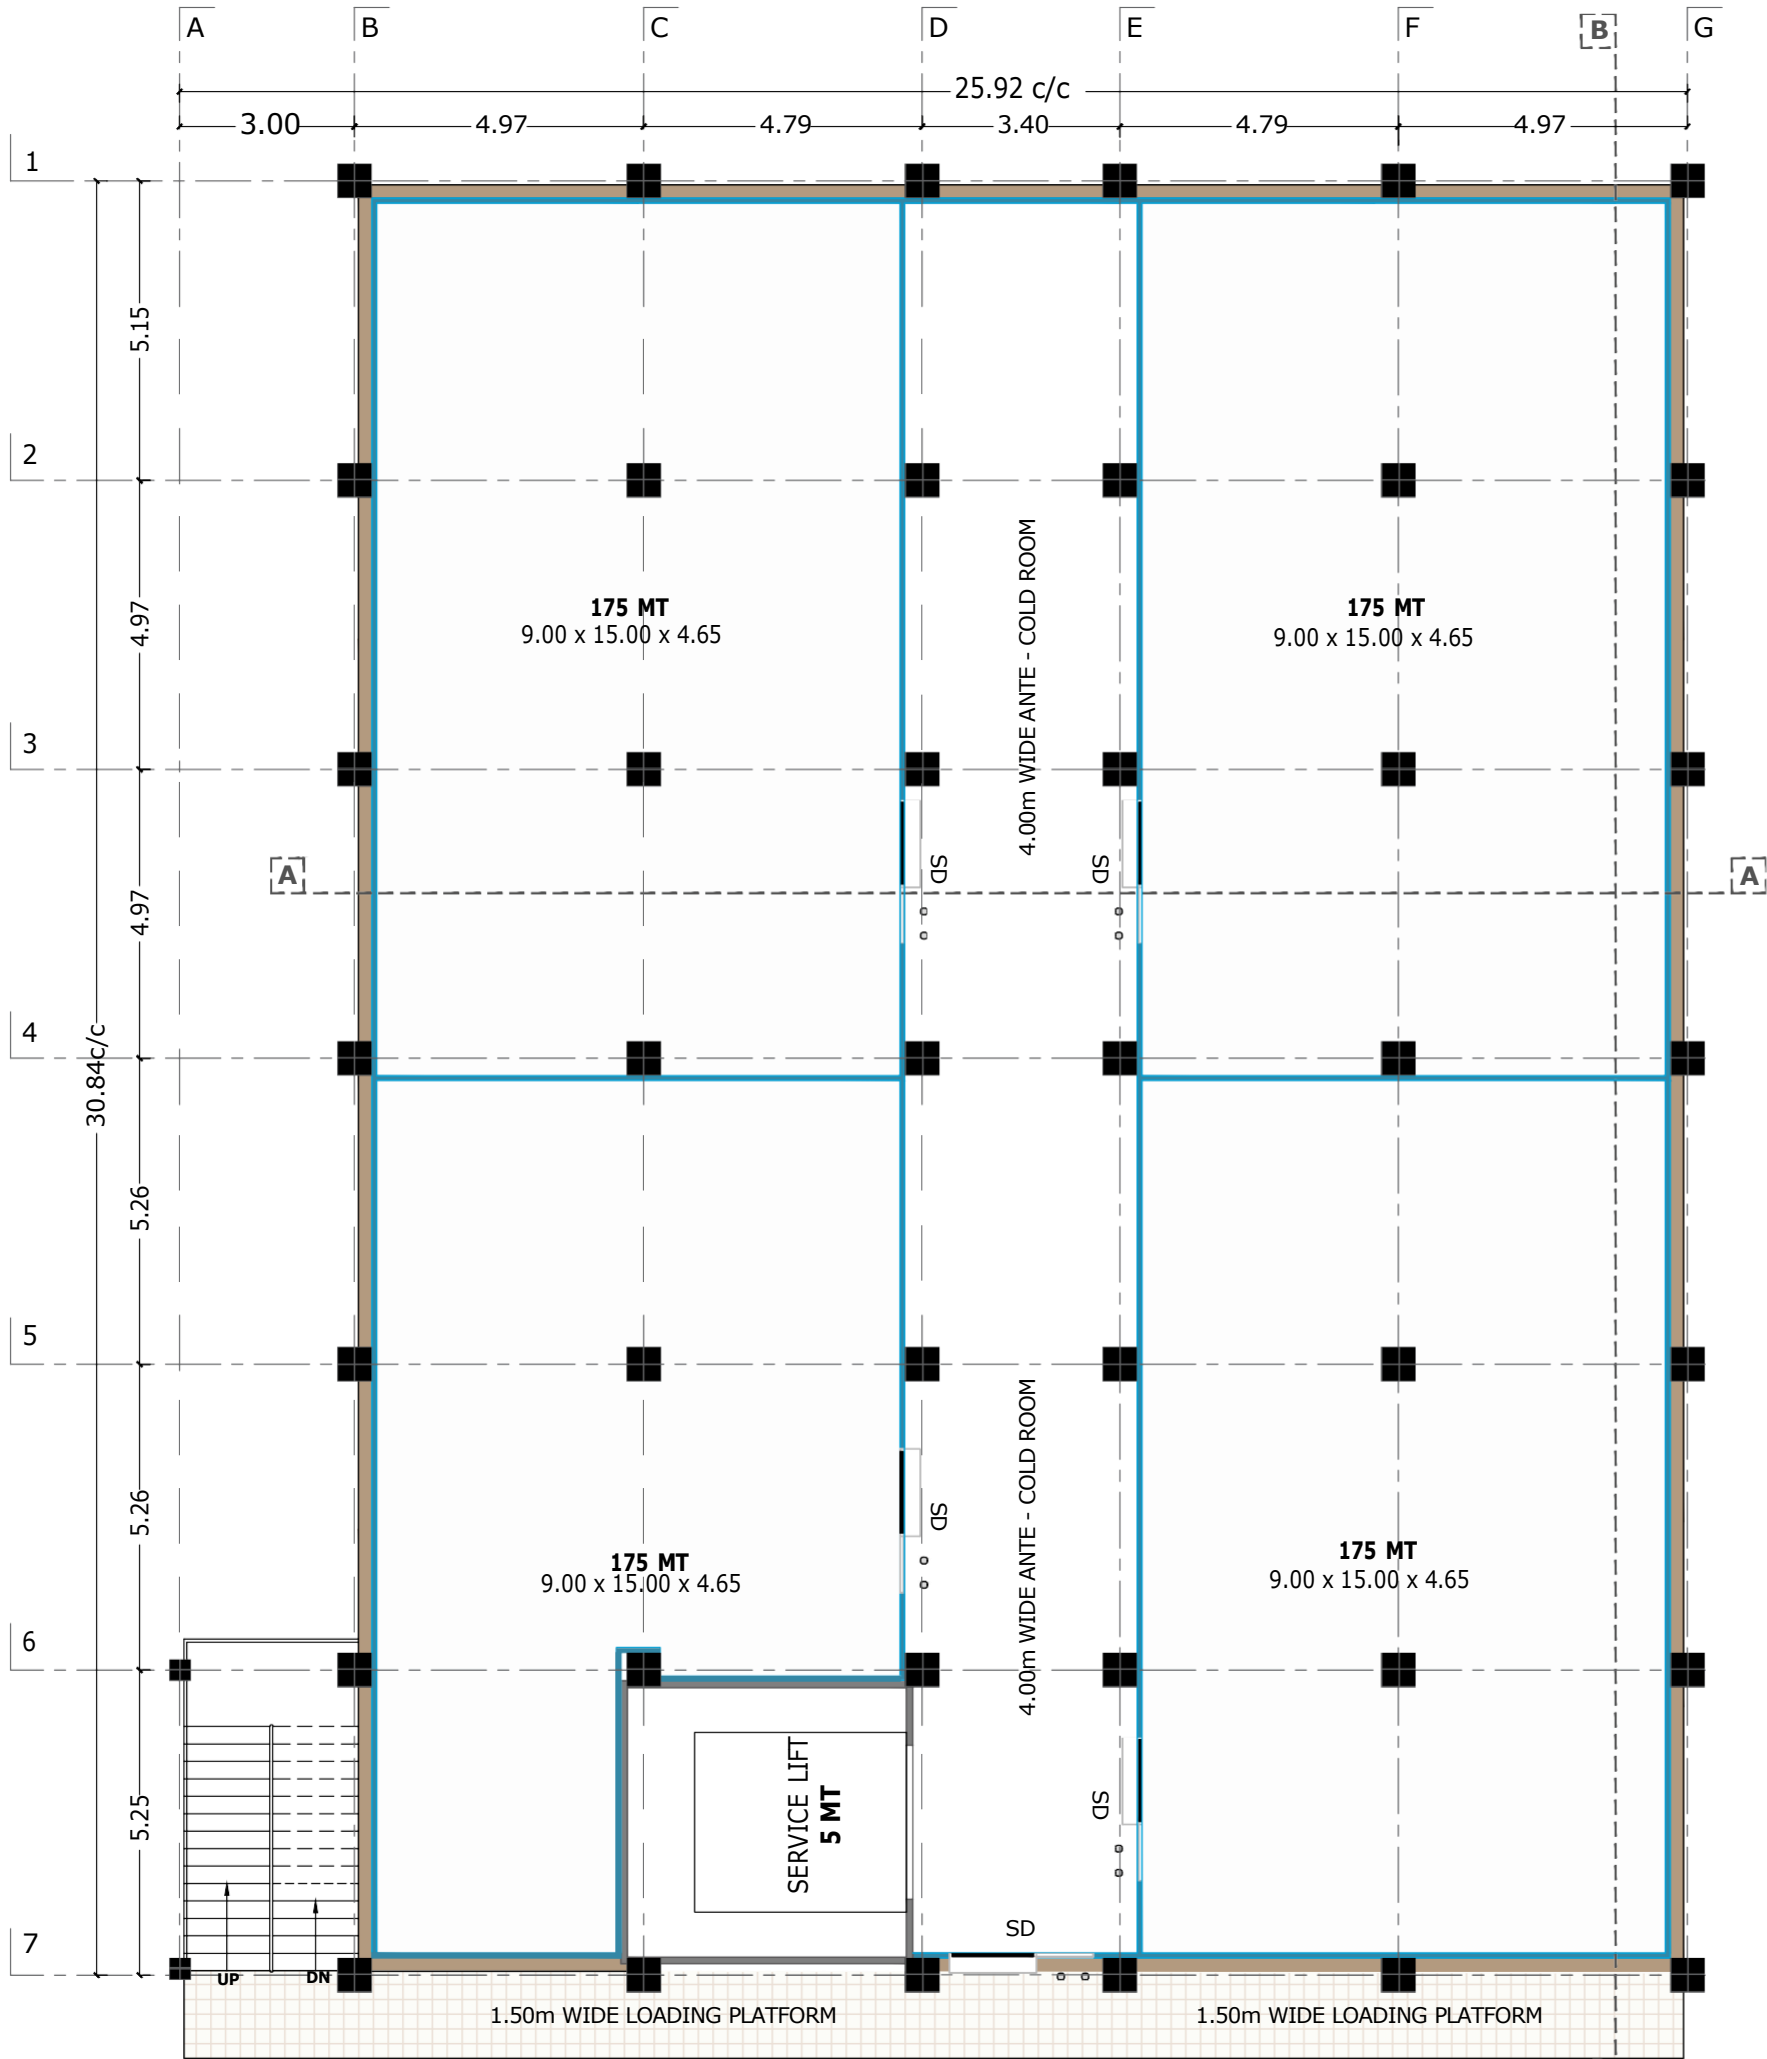 A
B
C
D
E
F
B
G
25.92 c/c
3.00
4.97
4.79
3.40
4.79
4.97
1
5.15
2
4.97
175 MT
9.00 x 15.00 x 4.65
4.00m WIDE ANTE - COLD ROOM
175 MT
9.00 x 15.00 x 4.65
3
A
4.97
SD
SD
A
4
30.84c/c
5.26
5
5.26
SD
4.00m WIDE ANTE - COLD ROOM
175 MT
9.00 x 15.00 x 4.65
175 MT
9.00 x 15.00 x 4.65
6
5.25
SERVICE LIFT
5 MT
SD
SD
7
UP
DN
1.50m WIDE LOADING PLATFORM
1.50m WIDE LOADING PLATFORM